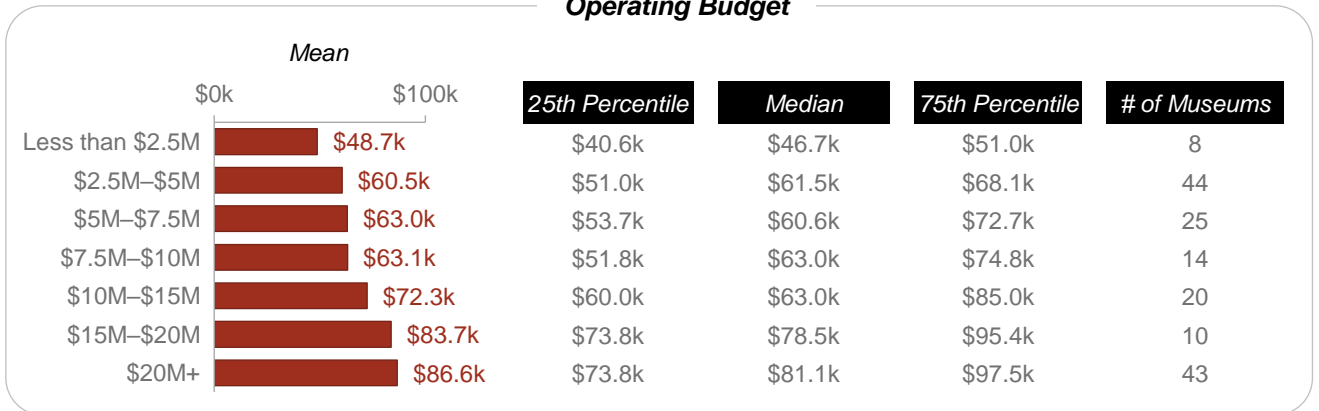 Operating Budget
Mean
$0k $100k 25th Percentile Median 75th Percentile # of Museums
Less than $2.5M $48.7k $40.6k $46.7k $51.0k 8
$2.5M–$5M $60.5k $51.0k $61.5k $68.1k 44
$5M–$7.5M $63.0k $53.7k $60.6k $72.7k 25
$7.5M–$10M $63.1k $51.8k $63.0k $74.8k 14
$10M–$15M $72.3k $60.0k $63.0k $85.0k 20
$15M–$20M $83.7k $73.8k $78.5k $95.4k 10
$20M+ $86.6k $73.8k $81.1k $97.5k 43